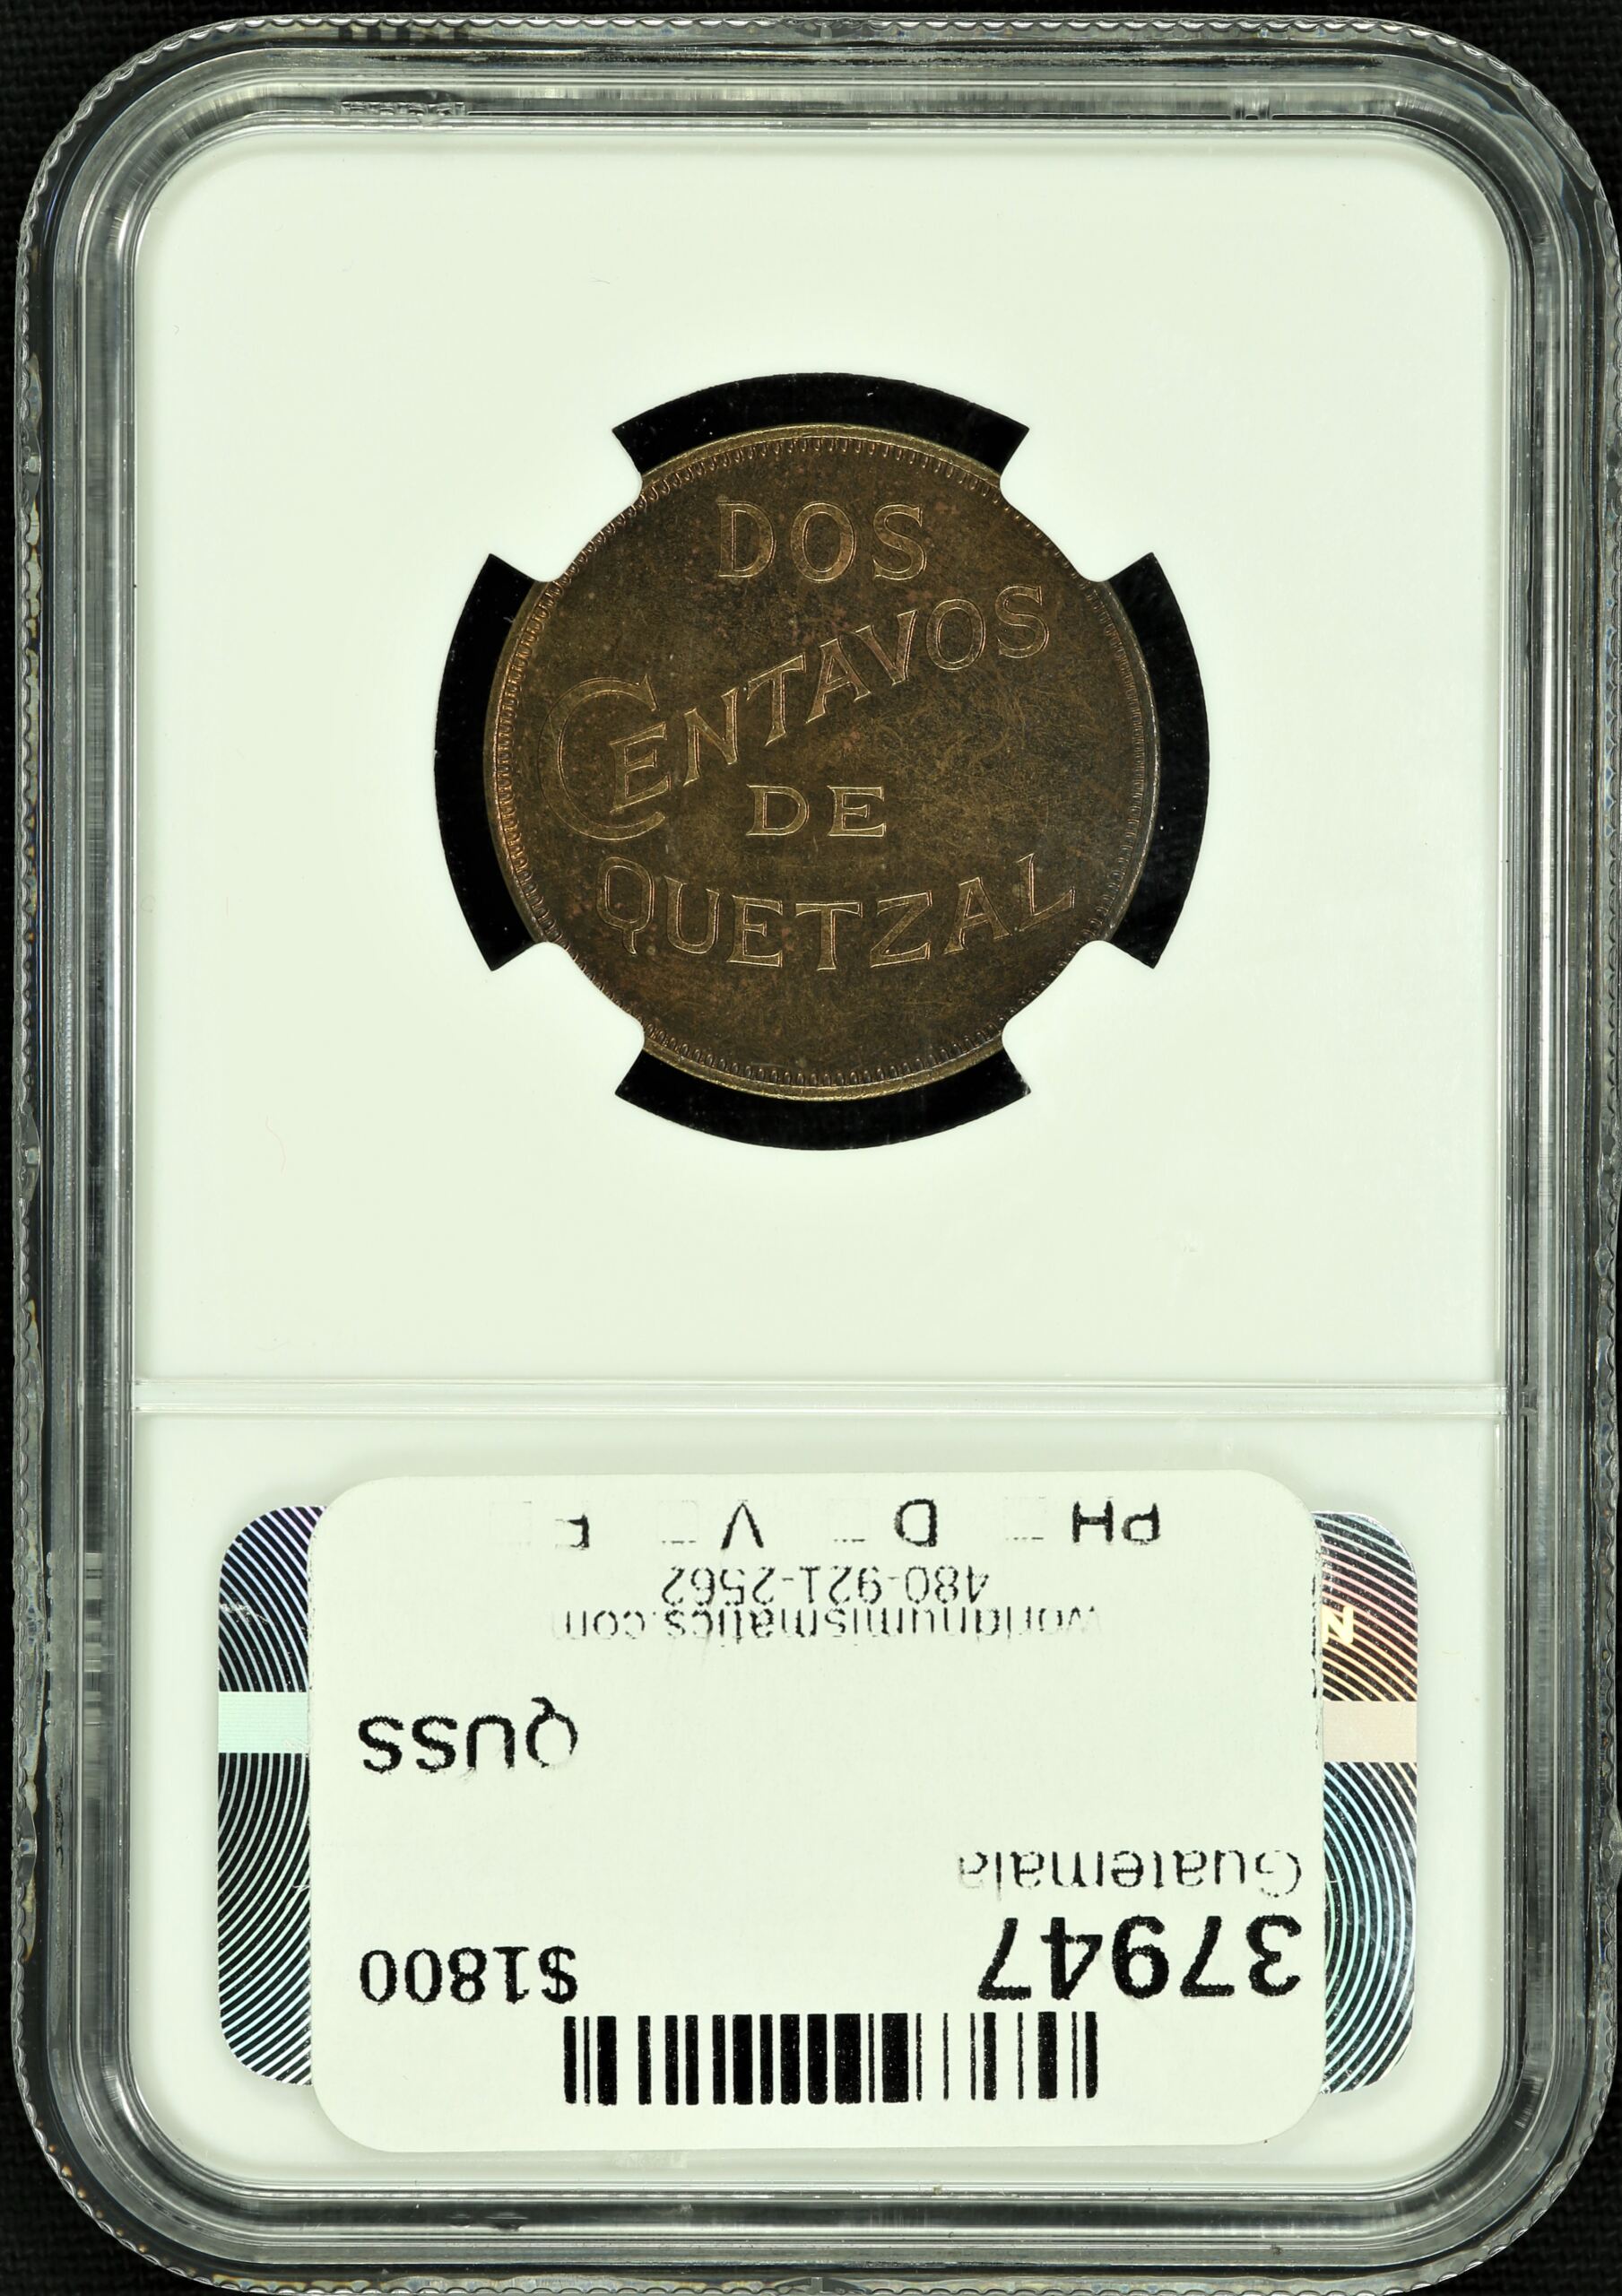 DOS
CENTAVOS
DE
QUETZAL
$1800
37947
Guatemala
QUSS
worldnumismatics.com
480-921-2562
PH D V